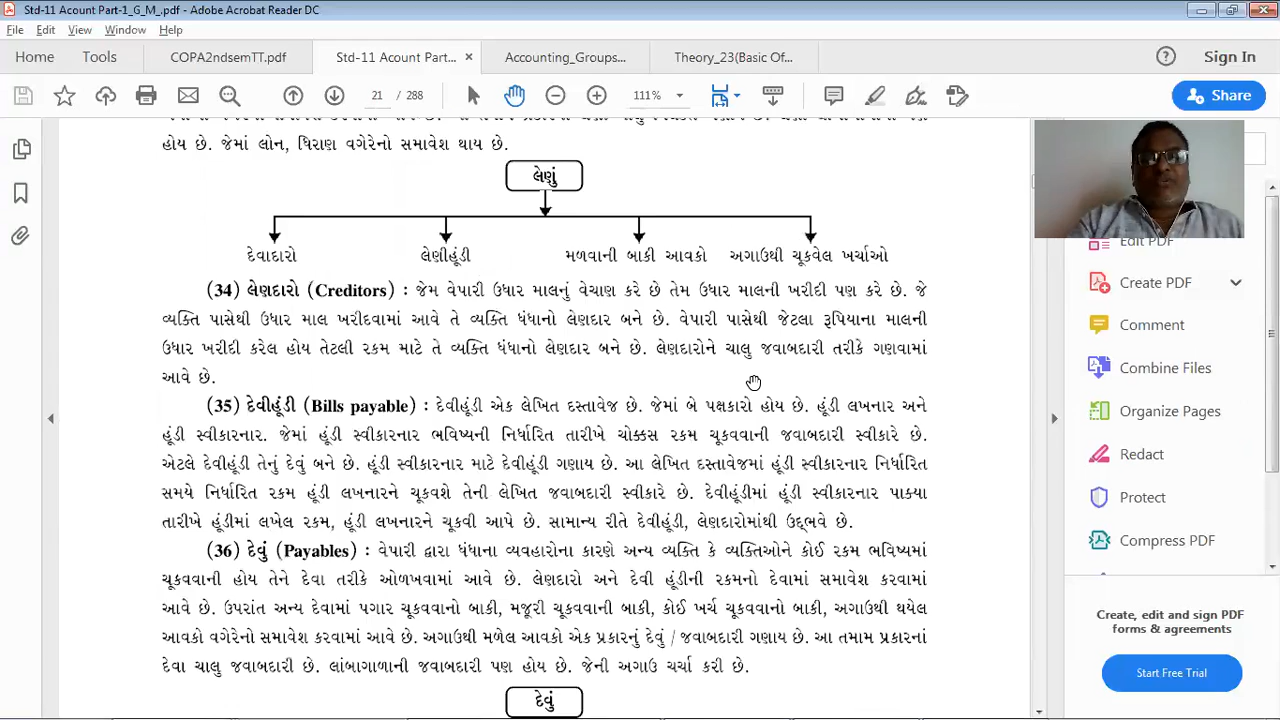 Std-11 Acount Part-1_G_M_.pdf - Adobe Acrobat Reader DC
File Edit View Window Help
Home Tools COPA2ndsemTT.pdf Std-11 Acount Part... × Accounting_Groups... Theory_23(Basic Of... Sign In
21 / 288 111% Share
હોય છે. જેમાં લોન, ધિરાણ વગેરેનો સમાવેશ થાય છે.
લેણું
દેવાદારો લેણીહૂંડી મળવાની બાકી આવકો અગાઉથી ચૂકવેલ ખર્ચાઓ
(34) લેણદારો (Creditors) : જેમ વેપારી ઉધાર માલનું વેચાણ કરે છે તેમ ઉધાર માલની ખરીદી પણ કરે છે. જે
વ્યક્તિ પાસેથી ઉધાર માલ ખરીદવામાં આવે તે વ્યક્તિ ધંધાનો લેણદાર બને છે. વેપારી પાસેથી જેટલા રૂપિયાના માલની
ઉધાર ખરીદી કરેલ હોય તેટલી રકમ માટે તે વ્યક્તિ ધંધાનો લેણદાર બને છે. લેણદારોને ચાલુ જવાબદારી તરીકે ગણવામાં
આવે છે.
(35) દેવીહૂંડી (Bills payable) : દેવીહૂંડી એક લેખિત દસ્તાવેજ છે. જેમાં બે પક્ષકારો હોય છે. હૂંડી લખનાર અને
હૂંડી સ્વીકારનાર. જેમાં હૂંડી સ્વીકારનાર ભવિષ્યની નિર્ધારિત તારીખે ચોક્કસ રકમ ચૂકવવાની જવાબદારી સ્વીકારે છે.
એટલે દેવીહૂંડી તેનું દેવું બને છે. હૂંડી સ્વીકારનાર માટે દેવીહૂંડી ગણાય છે. આ લેખિત દસ્તાવેજમાં હૂંડી સ્વીકારનાર નિર્ધારિત
સમયે નિર્ધારિત રકમ હૂંડી લખનારને ચૂકવશે તેની લેખિત જવાબદારી સ્વીકારે છે. દેવીહૂંડીમાં હૂંડી સ્વીકારનાર પાક્યા
તારીખે હૂંડીમાં લખેલ રકમ, હૂંડી લખનારને ચૂકવી આપે છે. સામાન્ય રીતે દેવીહૂંડી, લેણદારોમાંથી ઉદ્ભવે છે.
(36) દેવું (Payables) : વેપારી દ્વારા ધંધાના વ્યવહારોના કારણે અન્ય વ્યક્તિ કે વ્યક્તિઓને કોઈ રકમ ભવિષ્યમાં
ચૂકવવાની હોય તેને દેવા તરીકે ઓળખવામાં આવે છે. લેણદારો અને દેવી હૂંડીની રકમનો દેવામાં સમાવેશ કરવામાં
આવે છે. ઉપરાંત અન્ય દેવામાં પગાર ચૂકવવાનો બાકી, મજૂરી ચૂકવવાની બાકી, કોઈ ખર્ચ ચૂકવવાનો બાકી, અગાઉથી થયેલ
આવકો વગેરેનો સમાવેશ કરવામાં આવે છે. અગાઉથી મળેલ આવકો એક પ્રકારનું દેવું / જવાબદારી ગણાય છે. આ તમામ પ્રકારનાં
દેવા ચાલુ જવાબદારી છે. લાંબાગાળાની જવાબદારી પણ હોય છે. જેની અગાઉ ચર્ચા કરી છે.
દેવું
Edit PDF
Create PDF
Comment
Combine Files
Organize Pages
Redact
Protect
Compress PDF
Create, edit and sign PDF
forms & agreements
Start Free Trial